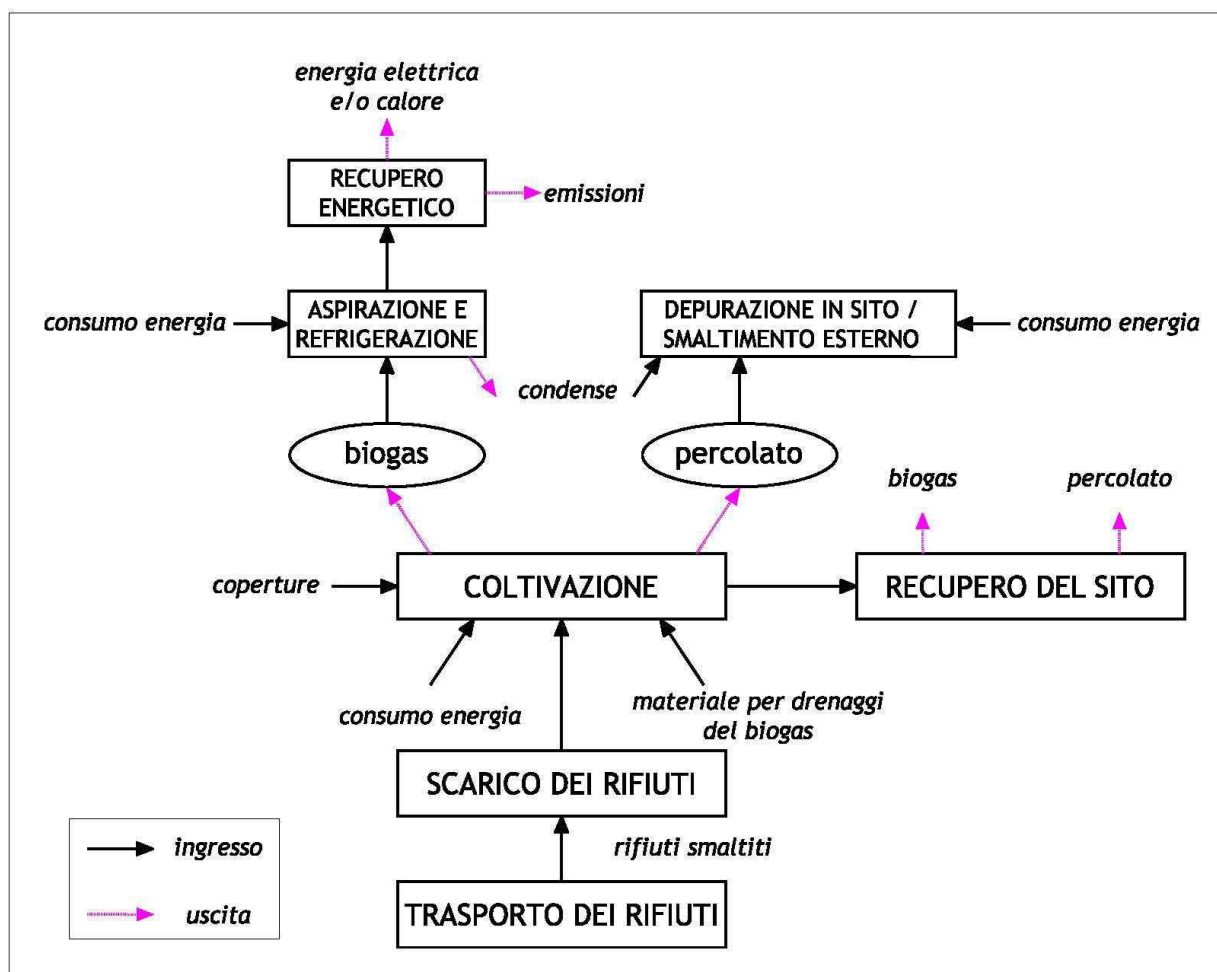 energia elettrica
e/o calore
RECUPERO
ENERGETICO
emissioni
consumo energia
ASPIRAZIONE E
REFRIGERAZIONE
DEPURAZIONE IN SITO /
SMALTIMENTO ESTERNO
consumo energia
condense
biogas
percolato
biogas
percolato
coperture
COLTIVAZIONE
RECUPERO DEL SITO
consumo energia
materiale per drenaggi
del biogas
SCARICO DEI RIFIUTI
rifiuti smaltiti
TRASPORTO DEI RIFIUTI
ingresso
uscita